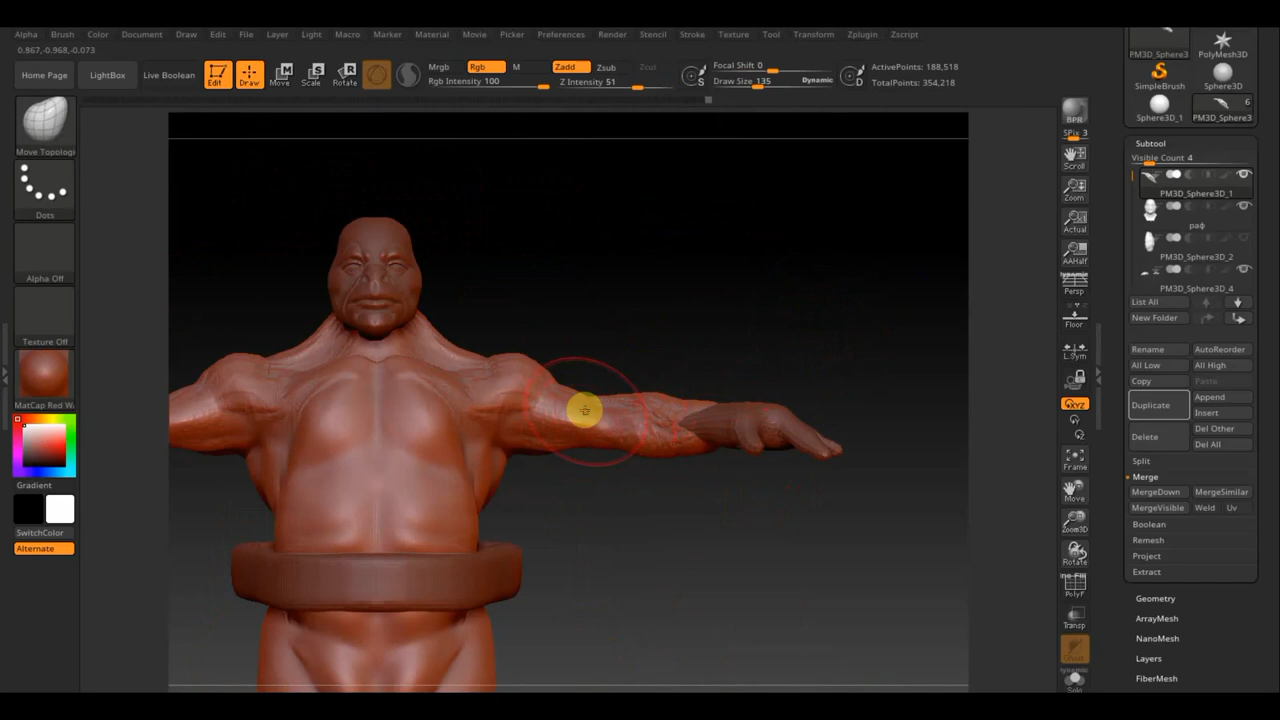 Alpha Brush Color Document Draw Edit File Layer Light Macro Marker Material Movie Picker Preferences Render Stencil Stroke Texture Tool Transform Zplugin Zscript
0.867,-0.968,-0.073
Home Page LightBox Live Boolean Edit Draw Move Scale Rotate
Mrgb Rgb M Zadd Zsub Zcut
Rgb Intensity 100 Z Intensity 51
Focal Shift 0
Draw Size 135 Dynamic
ActivePoints: 188,518
TotalPoints: 354,218
Move Topologi
Dots
Alpha Off
Texture Off
MatCap Red Wa
Gradient
SwitchColor
Alternate
BPR
SPix 3
Scroll
Zoom
Actual
AAHalf
Dynamic
Persp
Floor
L.Sym
XYZ
Y
Z
Frame
Move
Zoom3D
Rotate
PolyF
Transp
Dynamic
Solo
PM3D_Sphere3 PolyMesh3D
SimpleBrush Sphere3D
6
Sphere3D_1 PM3D_Sphere3
Subtool
Visible Count 4
PM3D_Sphere3D_1
раф
PM3D_Sphere3D_2
PM3D_Sphere3D_4
List All
New Folder
Rename AutoReorder
All Low All High
Copy Paste
Duplicate Append
Insert
Delete Del Other
Del All
Split
Merge
MergeDown MergeSimilar
MergeVisible Weld Uv
Boolean
Remesh
Project
Extract
Geometry
ArrayMesh
NanoMesh
Layers
FiberMesh